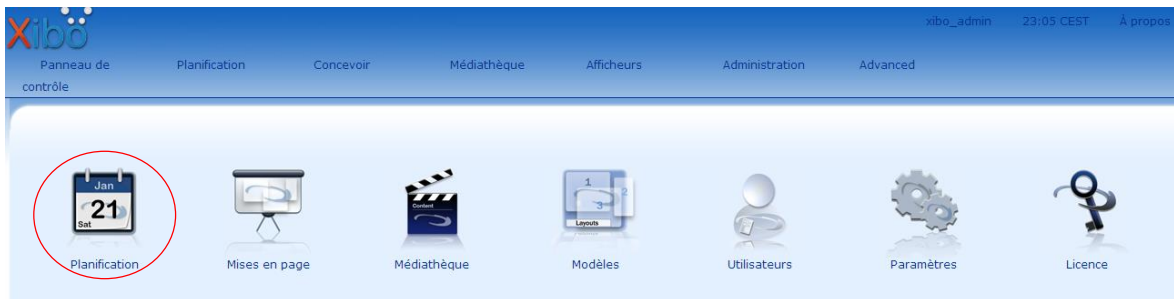 Xibo
xibo_admin 23:05 CEST À propos
Panneau de contrôle Planification Concevoir Médiathèque Afficheurs Administration Advanced
Jan
21
Sat
Content
1
2
3
Layouts
Planification Mises en page Médiathèque Modèles Utilisateurs Paramètres Licence